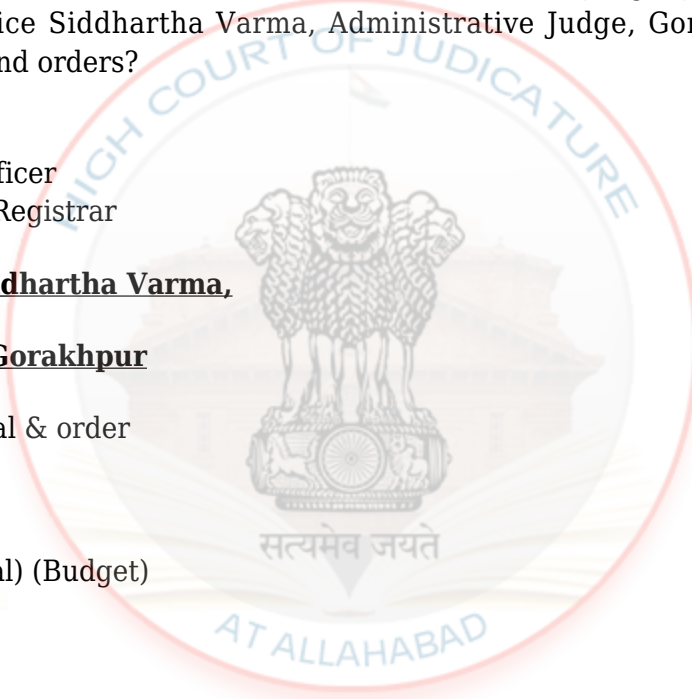 ice Siddhartha Varma, Administrative Judge, Gor
nd orders?
HIGH COURT OF JUDICATURE
ficer
Registrar
ddhartha Varma,
Gorakhpur
al & order
सत्यमेव जयते
al) (Budget)
AT ALLAHABAD